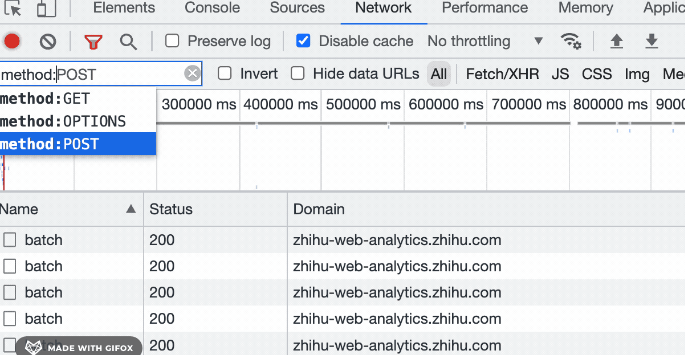 Elements Console Sources Network Performance Memory Applic
Preserve log Disable cache No throttling
method:POST Invert Hide data URLs All Fetch/XHR JS CSS Img Me
method:GET
method:OPTIONS
method:POST
300000 ms 400000 ms 500000 ms 600000 ms 700000 ms 800000 ms 9000
Name Status Domain
batch 200 zhihu-web-analytics.zhihu.com
batch 200 zhihu-web-analytics.zhihu.com
batch 200 zhihu-web-analytics.zhihu.com
batch 200 zhihu-web-analytics.zhihu.com
batch 200 zhihu-web-analytics.zhihu.com
MADE WITH GIFOX